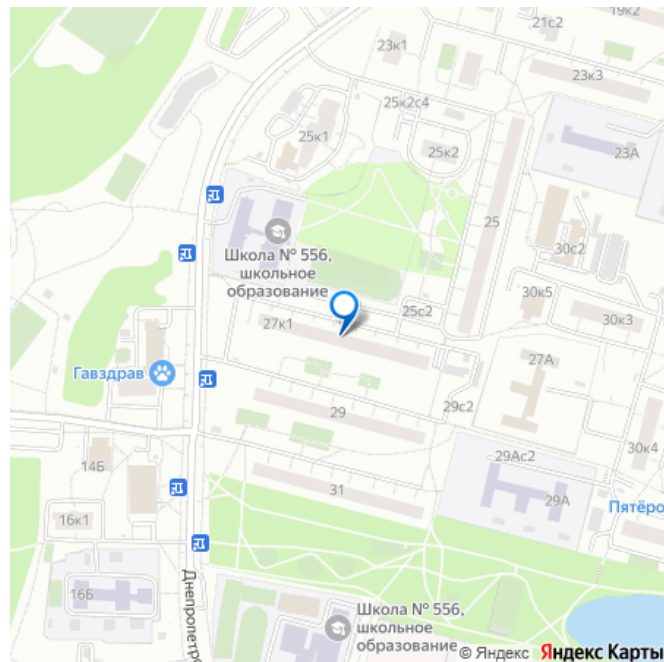 19к2
21с2
23к1
23к3
25к2с4
25к1
25к2
23А
25
30с2
Школа № 556,
школьное
образование
30к5
25с2
30к3
27к1
27А
Гавздрав
29с2
29
30к4
14Б
29Ас2
31
29А
Пятёро
16к1
16Б
Днепропетро
Школа № 556,
школьное
образование
© Яндекс Яндекс Карты